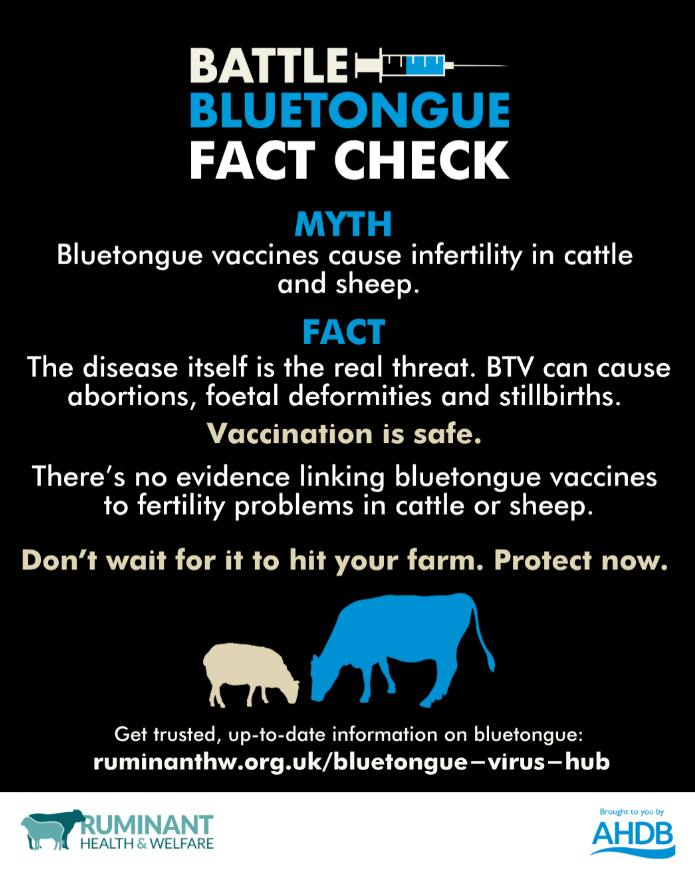 BATTLE
BLUETONGUE
FACT CHECK
MYTH
Bluetongue vaccines cause infertility in cattle
and sheep.
FACT
The disease itself is the real threat. BTV can cause
abortions, foetal deformities and stillbirths.
Vaccination is safe.
There's no evidence linking bluetongue vaccines
to fertility problems in cattle or sheep.
Don't wait for it to hit your farm. Protect now.
Get trusted, up-to-date information on bluetongue:
ruminanthw.org.uk/bluetongue-virus-hub
RUMINANT
HEALTH & WELFARE
Brought to you by
AHDB